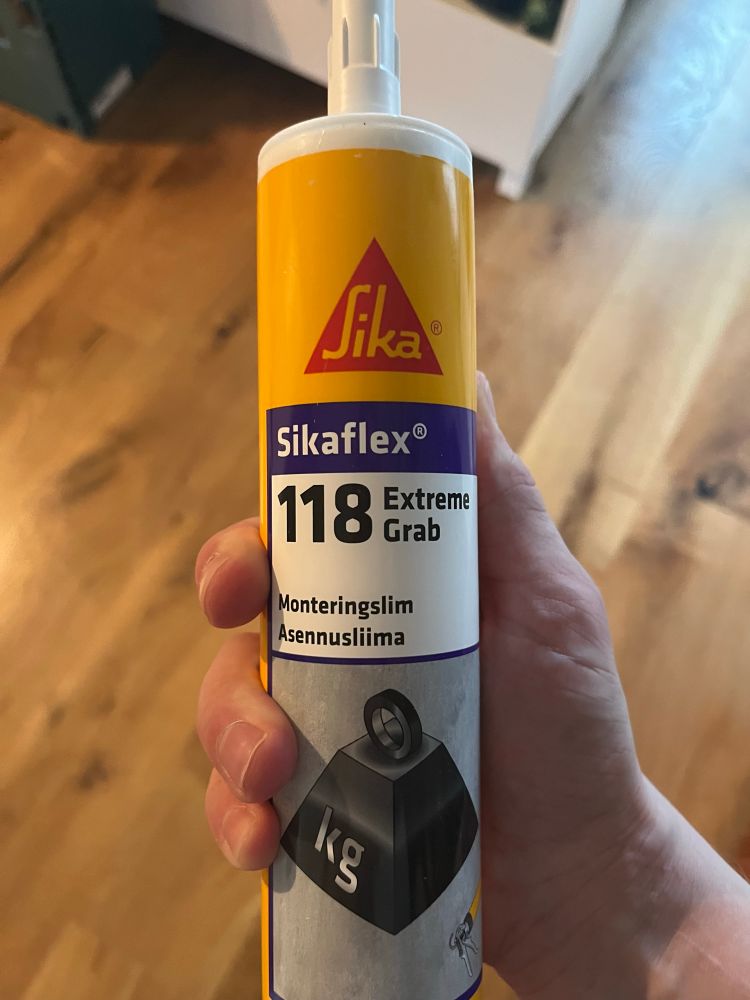 Sika®
Sikaflex®
118 Extreme
Grab
Monteringslim
Asennusliima
kg